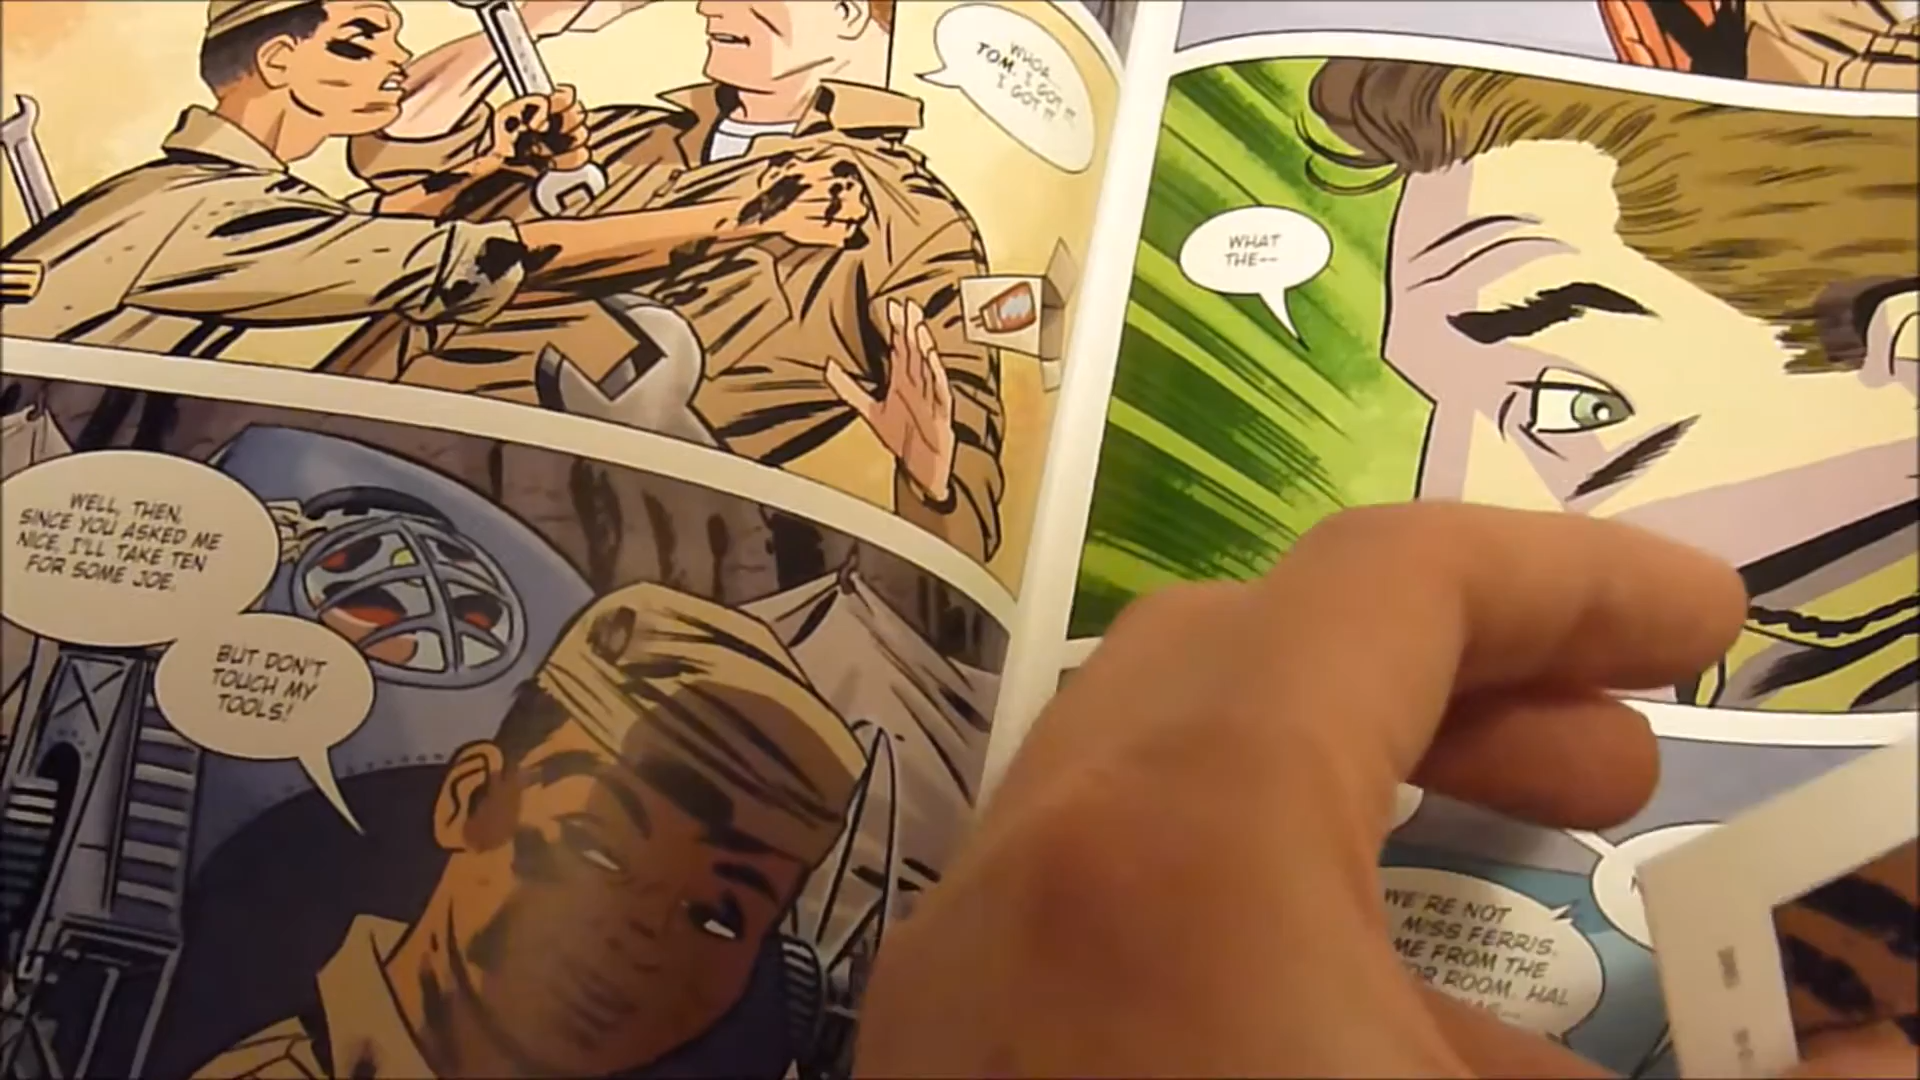 WHOA...
TOM. I GOT IT.
I GOT IT.
WELL, THEN,
SINCE YOU ASKED ME
NICE, I'LL TAKE TEN
FOR SOME JOE.
BUT DON'T
TOUCH MY
TOOLS!
WHAT
THE--
WE'RE NOT
MISS FERRIS.
ME FROM THE
ROOM. HAL